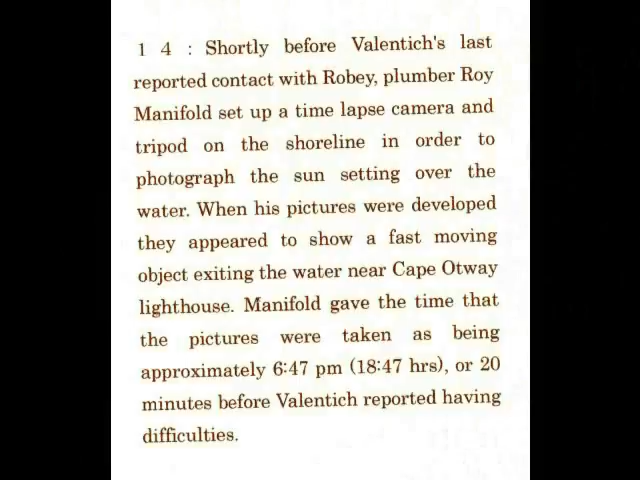 1 4 : Shortly before Valentich's last
reported contact with Robey, plumber Roy
Manifold set up a time lapse camera and
tripod on the shoreline in order to
photograph the sun setting over the
water. When his pictures were developed
they appeared to show a fast moving
object exiting the water near Cape Otway
lighthouse. Manifold gave the time that
the pictures were taken as being
approximately 6:47 pm (18:47 hrs), or 20
minutes before Valentich reported having
difficulties.